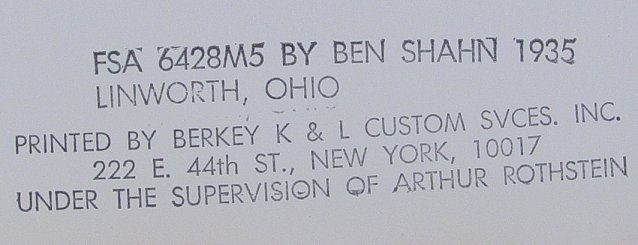 FSA 6428M5 BY BEN SHAHN 1935
LINWORTH, OHIO
PRINTED BY BERKEY K & L CUSTOM SVCES. INC.
222 E. 44th ST., NEW YORK, 10017
UNDER THE SUPERVISION OF ARTHUR ROTHSTEIN